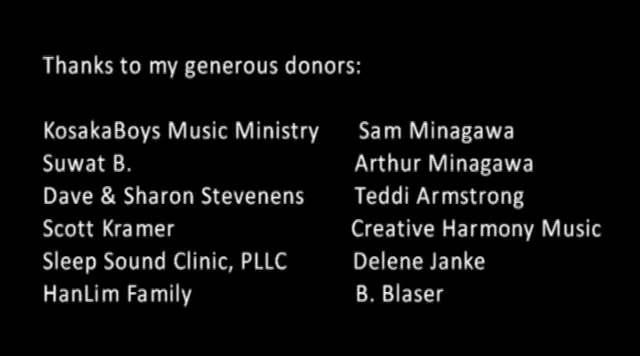 Thanks to my generous donors:
KosakaBoys Music Ministry
Suwat B.
Dave & Sharon Stevenens
Scott Kramer
Sleep Sound Clinic, PLLC
HanLim Family
Sam Minagawa
Arthur Minagawa
Teddi Armstrong
Creative Harmony Music
Delene Janke
B. Blaser